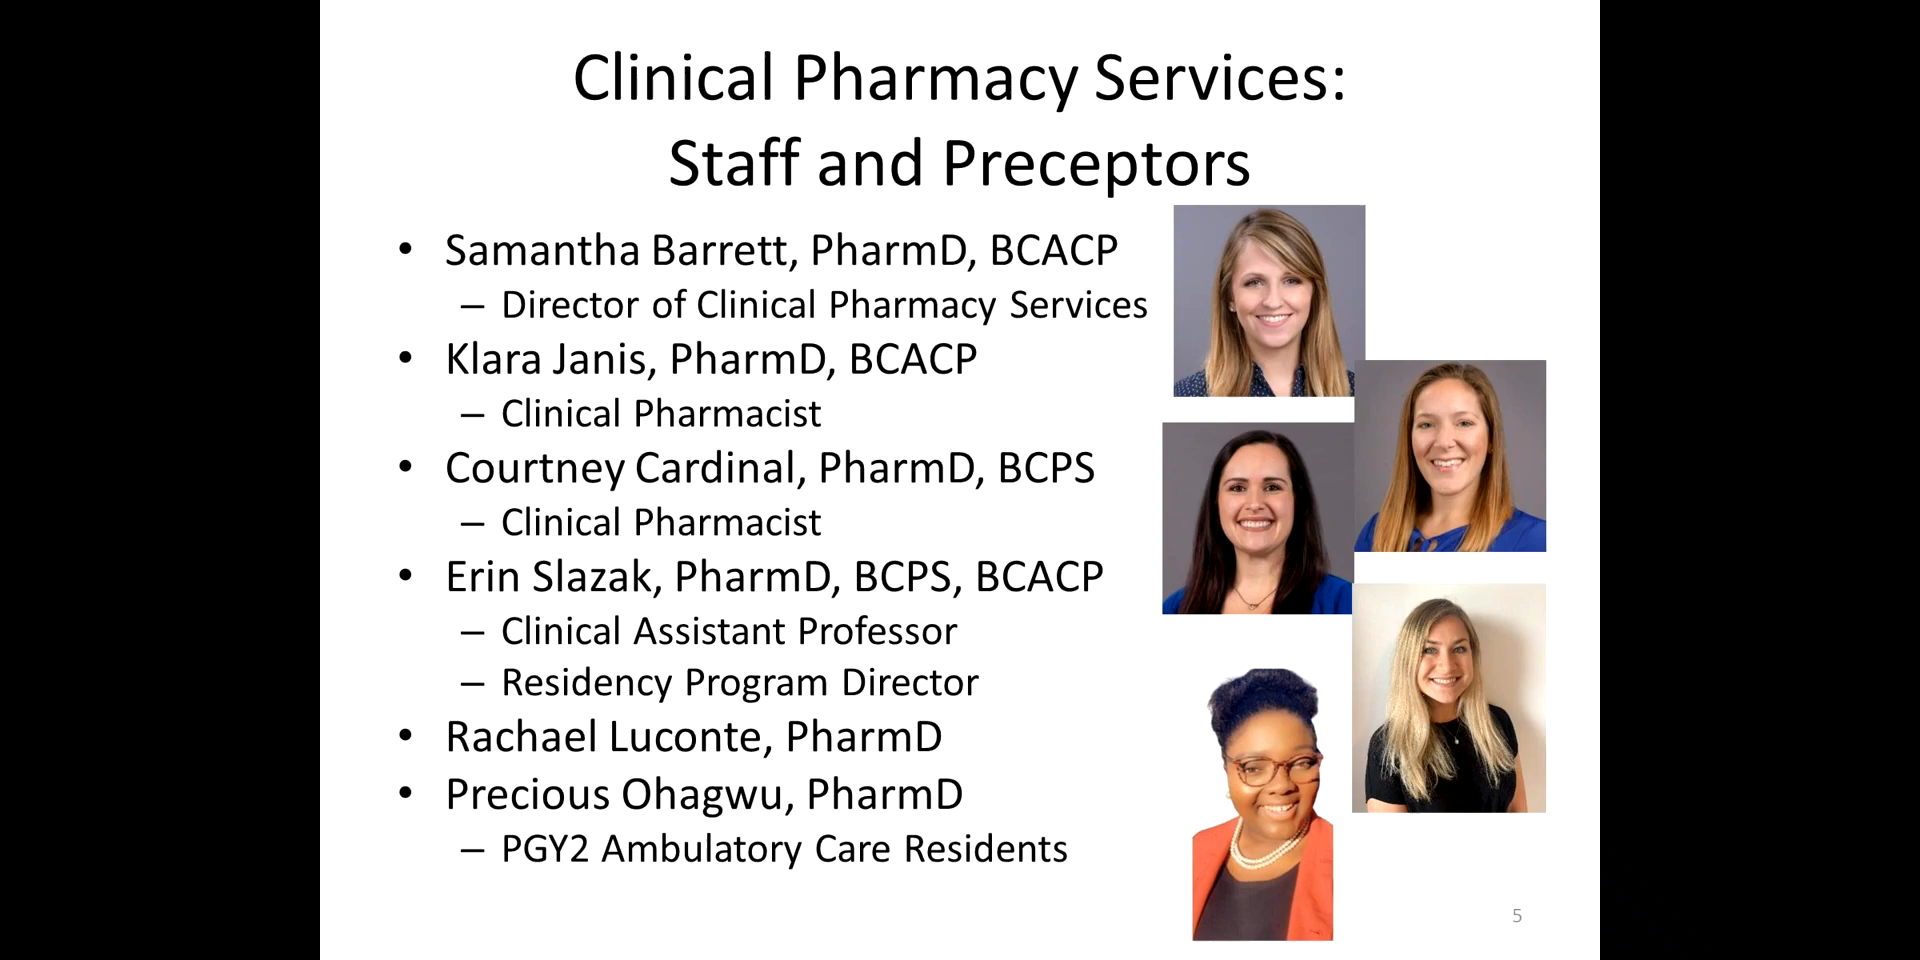 Clinical Pharmacy Services:
Staff and Preceptors
• Samantha Barrett, PharmD, BCACP
– Director of Clinical Pharmacy Services
• Klara Janis, PharmD, BCACP
– Clinical Pharmacist
• Courtney Cardinal, PharmD, BCPS
– Clinical Pharmacist
• Erin Slazak, PharmD, BCPS, BCACP
– Clinical Assistant Professor
– Residency Program Director
• Rachael Luconte, PharmD
• Precious Ohagwu, PharmD
– PGY2 Ambulatory Care Residents
5